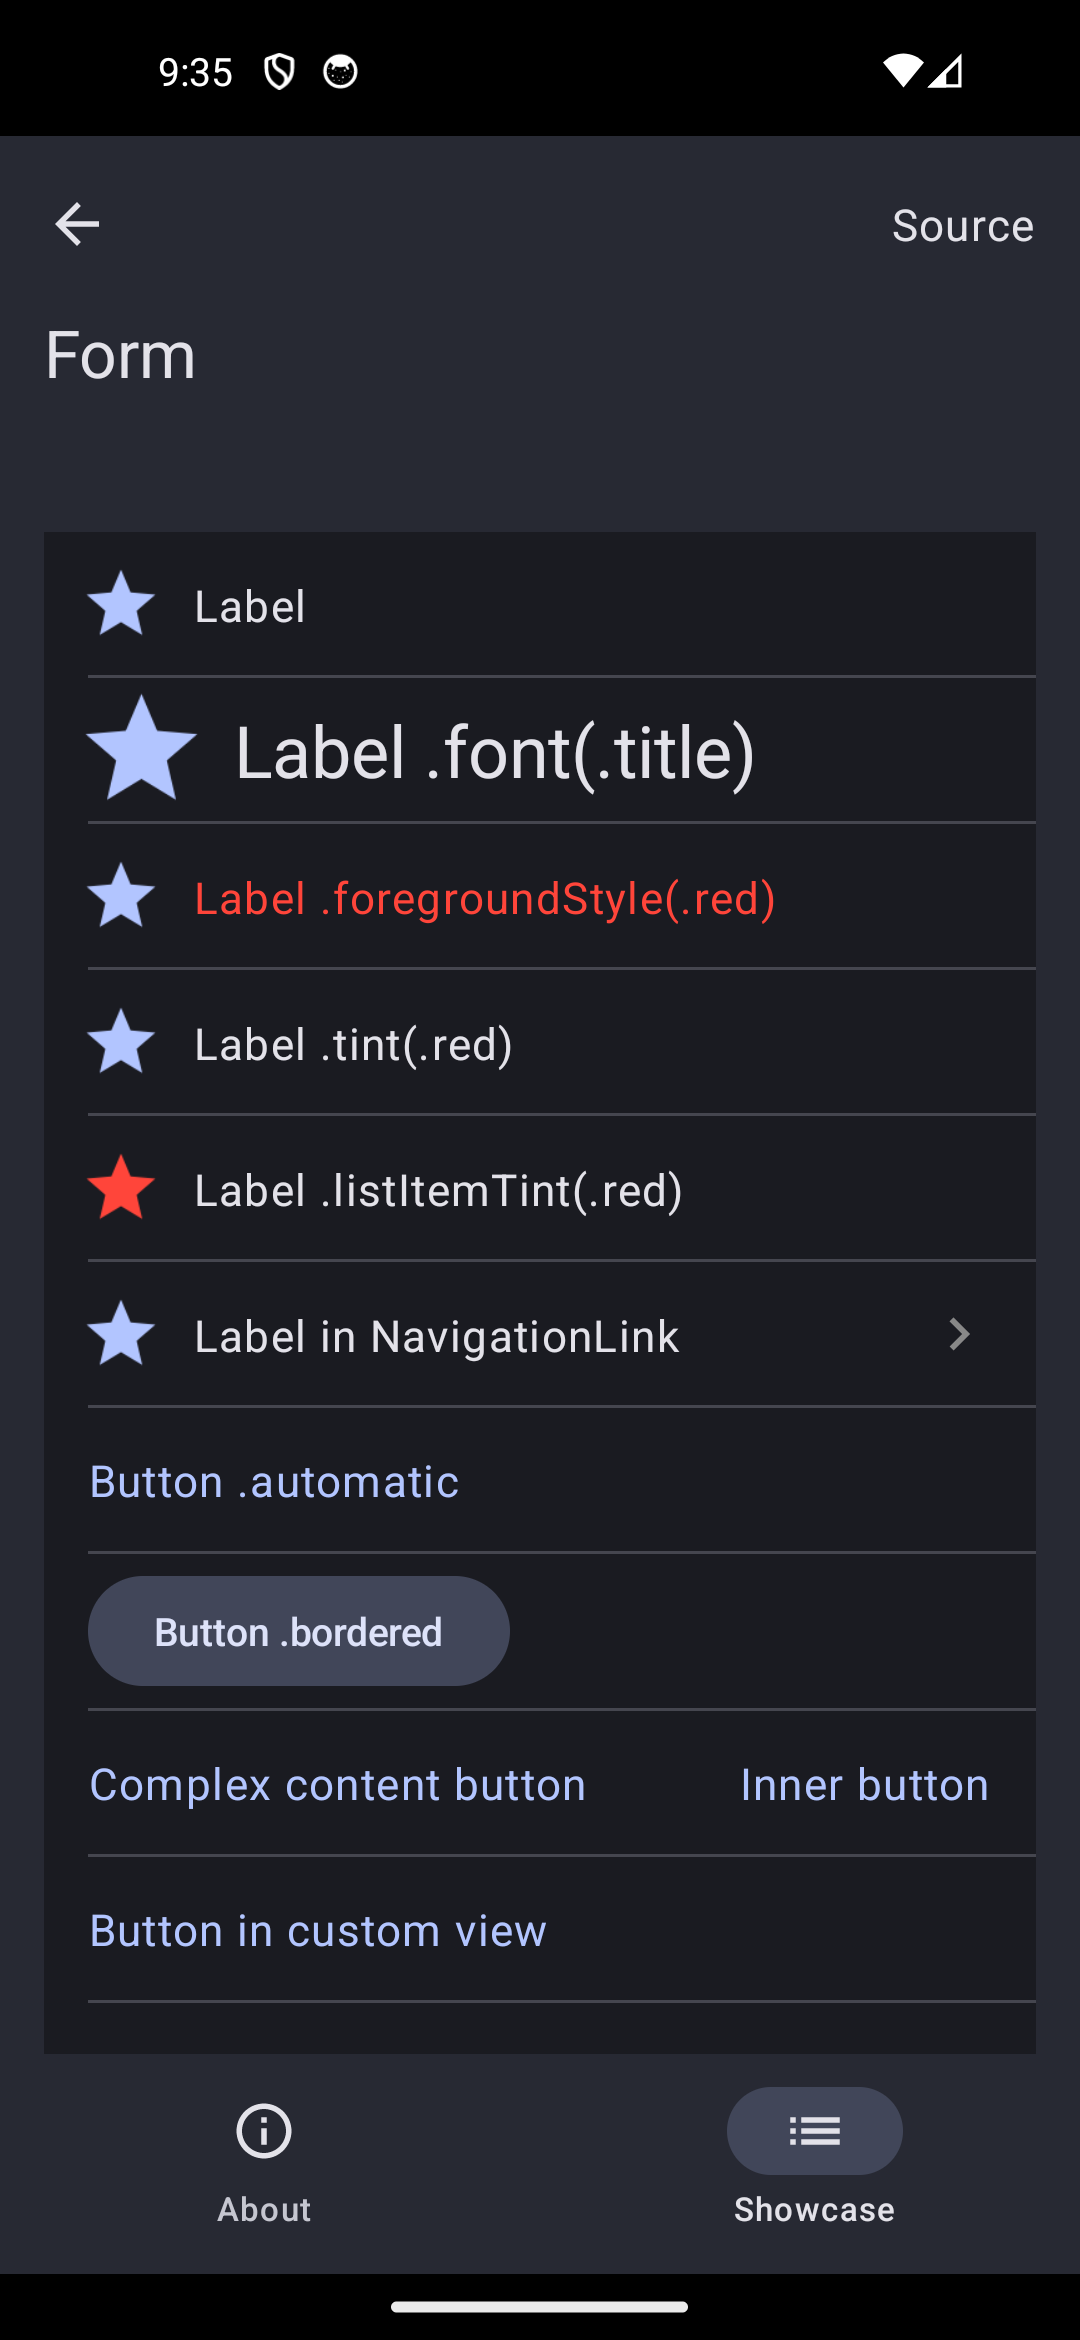 9:35
Source
Form
Label
Label .font(.title)
Label .foregroundStyle(.red)
Label .tint(.red)
Label .listItemTint(.red)
Label in NavigationLink
Button .automatic
Button .bordered
Complex content button Inner button
Button in custom view
About Showcase